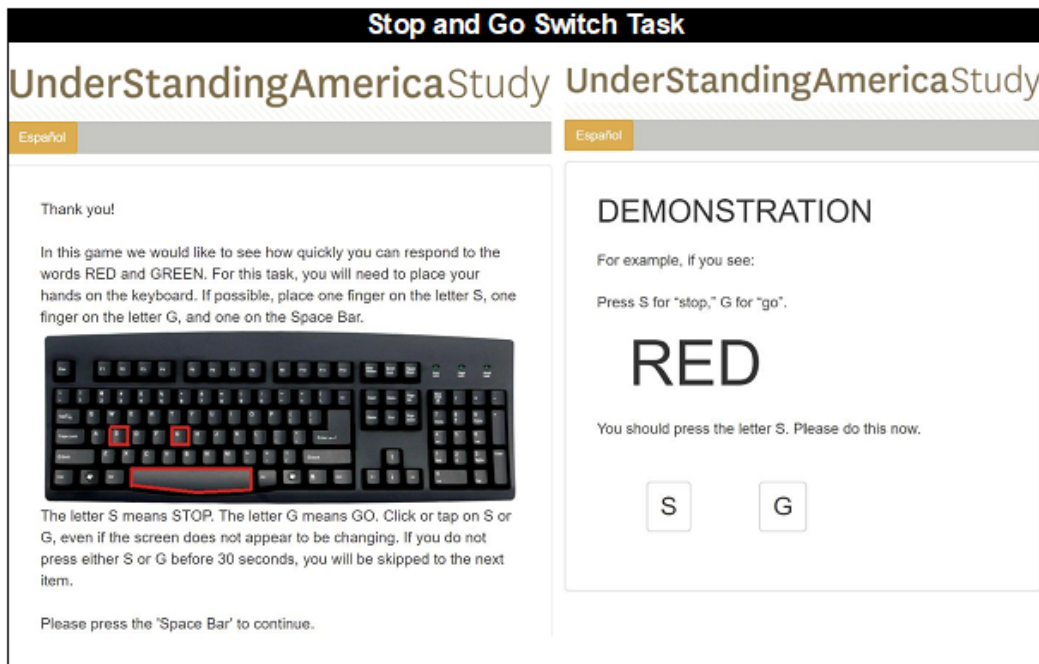 Stop and Go Switch Task
UnderStandingAmericaStudy
Español
Thank you!
In this game we would like to see how quickly you can respond to the
words RED and GREEN. For this task, you will need to place your
hands on the keyboard. If possible, place one finger on the letter S, one
finger on the letter G, and one on the Space Bar.
The letter S means STOP. The letter G means GO. Click or tap on S or
G, even if the screen does not appear to be changing. If you do not
press either S or G before 30 seconds, you will be skipped to the next
item.
Please press the 'Space Bar' to continue.
UnderStandingAmericaStudy
Español
DEMONSTRATION
For example, if you see:
Press S for “stop,” G for “go”.
RED
You should press the letter S. Please do this now.
S G